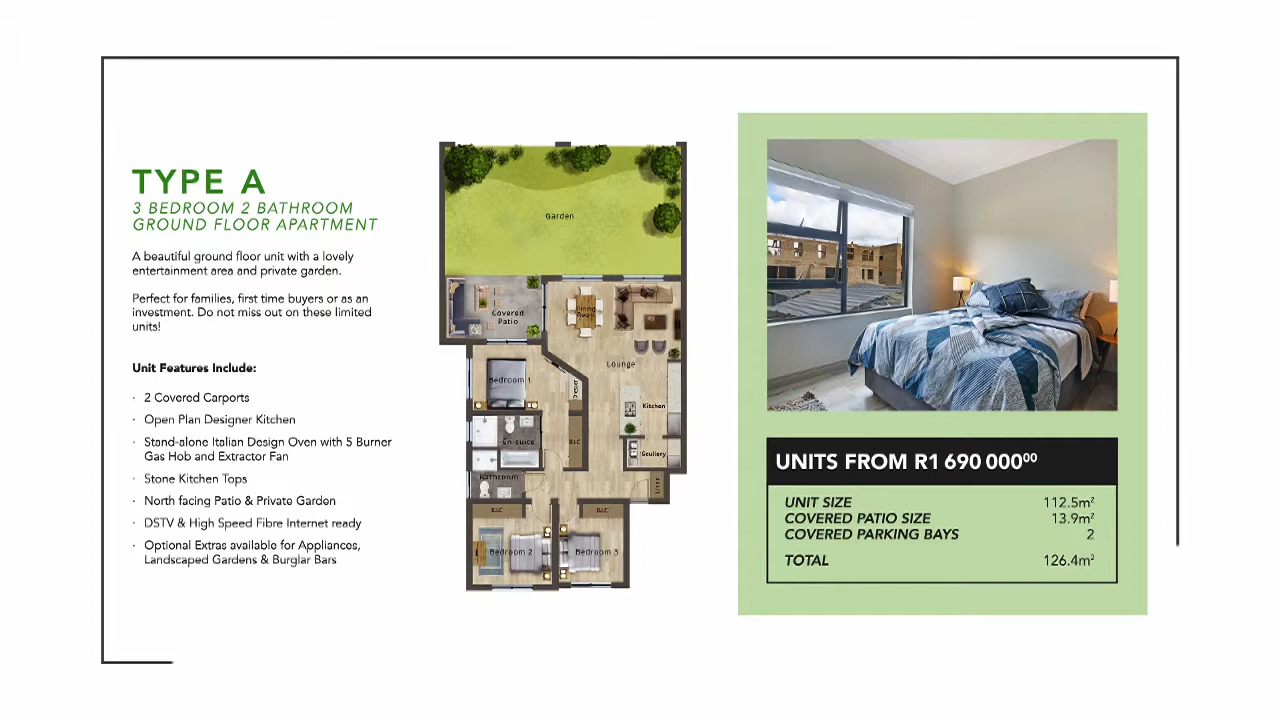 TYPE A
3 BEDROOM 2 BATHROOM
GROUND FLOOR APARTMENT
A beautiful ground floor unit with a lovely
entertainment area and private garden.
Perfect for families, first time buyers or as an
investment. Do not miss out on these limited
units!
Unit Features Include:
· 2 Covered Carports
· Open Plan Designer Kitchen
· Stand-alone Italian Design Oven with 5 Burner
Gas Hob and Extractor Fan
· Stone Kitchen Tops
· North facing Patio & Private Garden
· DSTV & High Speed Fibre Internet ready
· Optional Extras available for Appliances,
Landscaped Gardens & Burglar Bars
Garden
Covered
Patio
Dining
Room
Lounge
Bedroom 1
Kitchen
En-suite
B.I.C
Scullery
Bathroom
B.I.C
B.I.C
Bedroom 2
Bedroom 3
UNITS FROM R1 690 000⁰⁰
UNIT SIZE 112.5m²
COVERED PATIO SIZE 13.9m²
COVERED PARKING BAYS 2
TOTAL 126.4m²